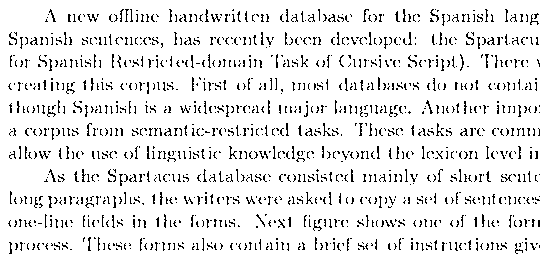 A new offline handwritten database for the Spanish lang
Spanish sentences, has recently been developed: the Spartacu
for Spanish Restricted-domain Task of Cursive Script). There
creating this corpus. First of all, most databases do not contai
though Spanish is a widespread major language. Another impo
a corpus from semantic-restricted tasks. These tasks are comm
allow the use of linguistic knowledge beyond the lexicon level in
As the Spartacus database consisted mainly of short sente
long paragraphs, the writers were asked to copy a set of sentences
one-line fields in the forms. Next figure shows one of the form
process. These forms also contain a brief set of instructions give